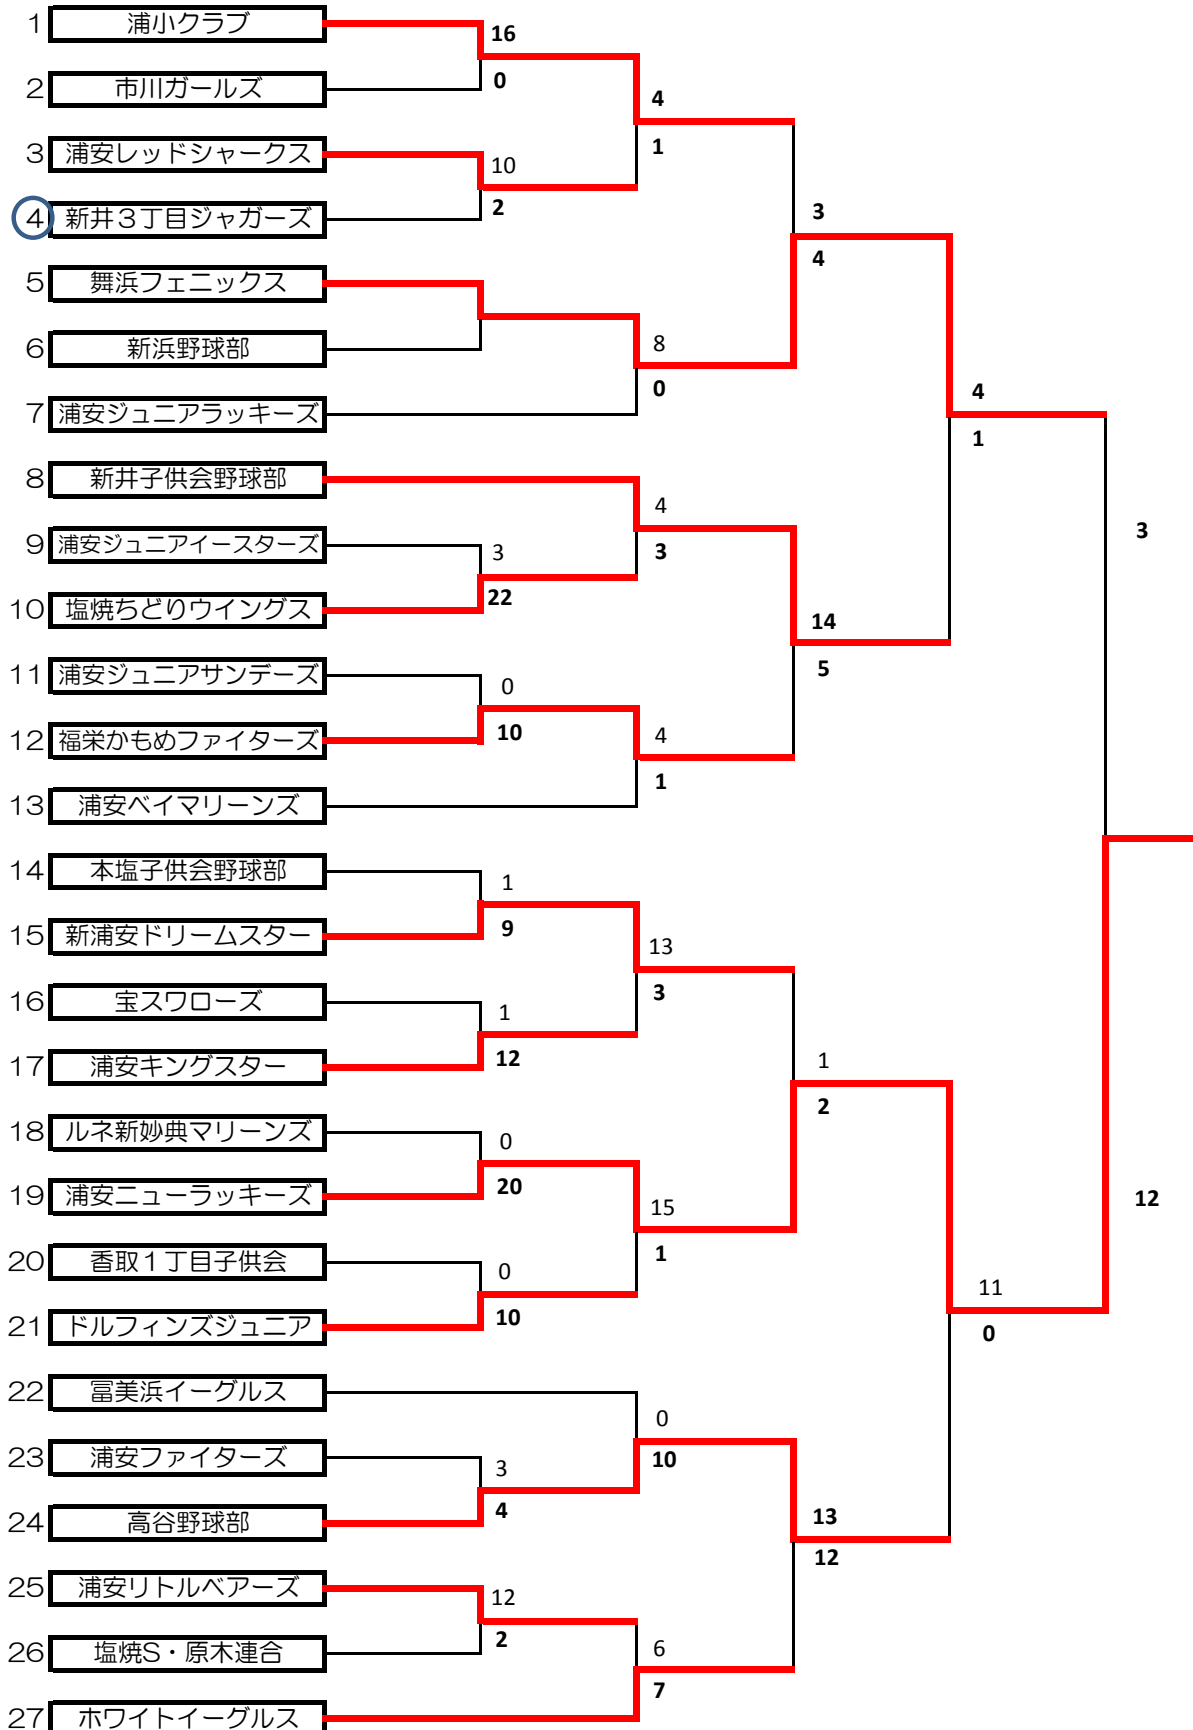 1 浦小クラブ
16
2 市川ガールズ
0
4
3 浦安レッドシャークス
10
1
4 新井３丁目ジャガーズ
2
3
4
5 舞浜フェニックス
6 新浜野球部
8
0
7 浦安ジュニアラッキーズ
4
1
8 新井子供会野球部
4
3
9 浦安ジュニアイースターズ
3
3
10 塩焼ちどりウイングス
22
14
5
11 浦安ジュニアサンデーズ
0
12 福栄かもめファイターズ
10
4
1
13 浦安ベイマリーンズ
14 本塩子供会野球部
1
15 新浦安ドリームスター
9
13
3
16 宝スワローズ
1
17 浦安キングスター
12
1
2
18 ルネ新妙典マリーンズ
0
19 浦安ニューラッキーズ
20
12
15
1
20 香取１丁目子供会
0
21 ドルフィンズジュニア
10
11
0
22 冨美浜イーグルス
0
10
23 浦安ファイターズ
3
24 高谷野球部
4
13
12
25 浦安リトルベアーズ
12
26 塩焼S・原木連合
2
6
7
27 ホワイトイーグルス